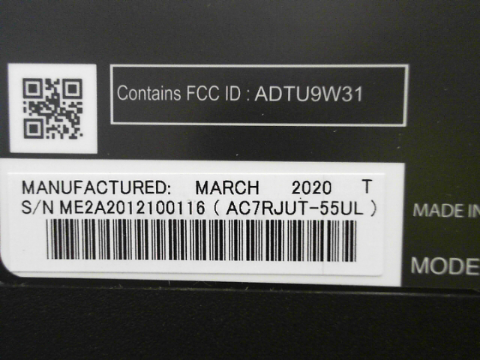 Contains FCC ID : ADTU9W31
MANUFACTURED: MARCH 2020 T
S/N ME2A2012100116 ( AC7RJUT-55UL )
MADE IN
MODE